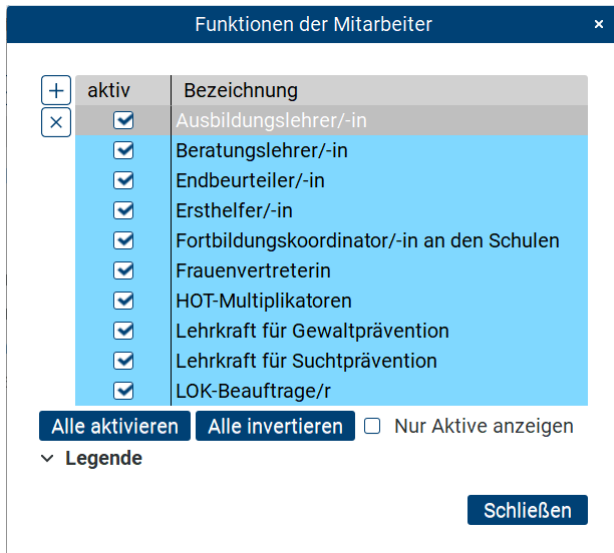 Funktionen der Mitarbeiter ×
+ aktiv Bezeichnung
× Ausbildungslehrer/-in
Beratungslehrer/-in
Endbeurteiler/-in
Ersthelfer/-in
Fortbildungskoordinator/-in an den Schulen
Frauenvertreterin
HOT-Multiplikatoren
Lehrkraft für Gewaltprävention
Lehrkraft für Suchtprävention
LOK-Beauftrage/r
Alle aktivieren Alle invertieren Nur Aktive anzeigen
Legende
Schließen